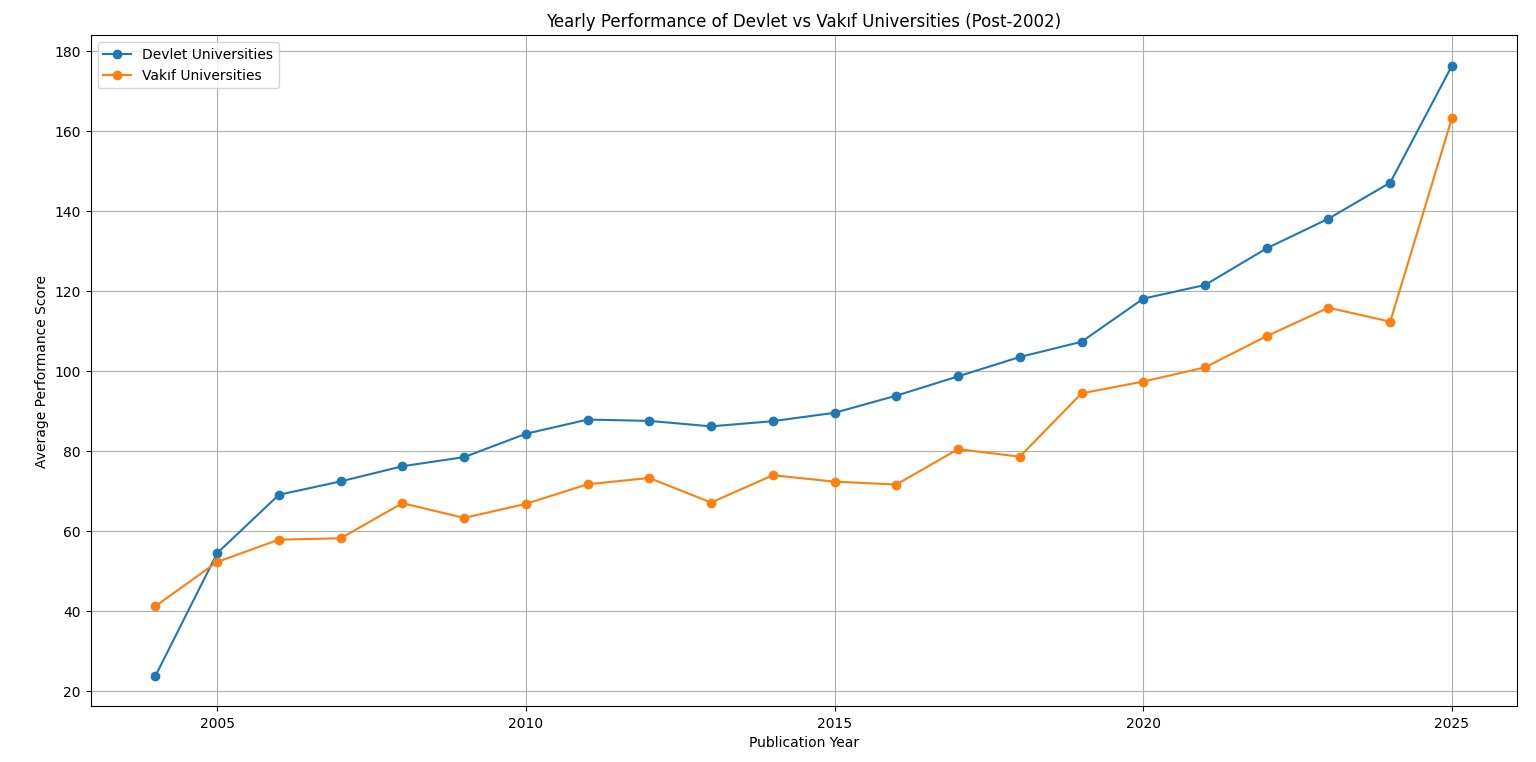 Yearly Performance of Devlet vs Vakıf Universities (Post-2002)
Devlet Universities
Vakıf Universities
Average Performance Score
180
160
140
120
100
80
60
40
20
2005
2010
2015
2020
2025
Publication Year